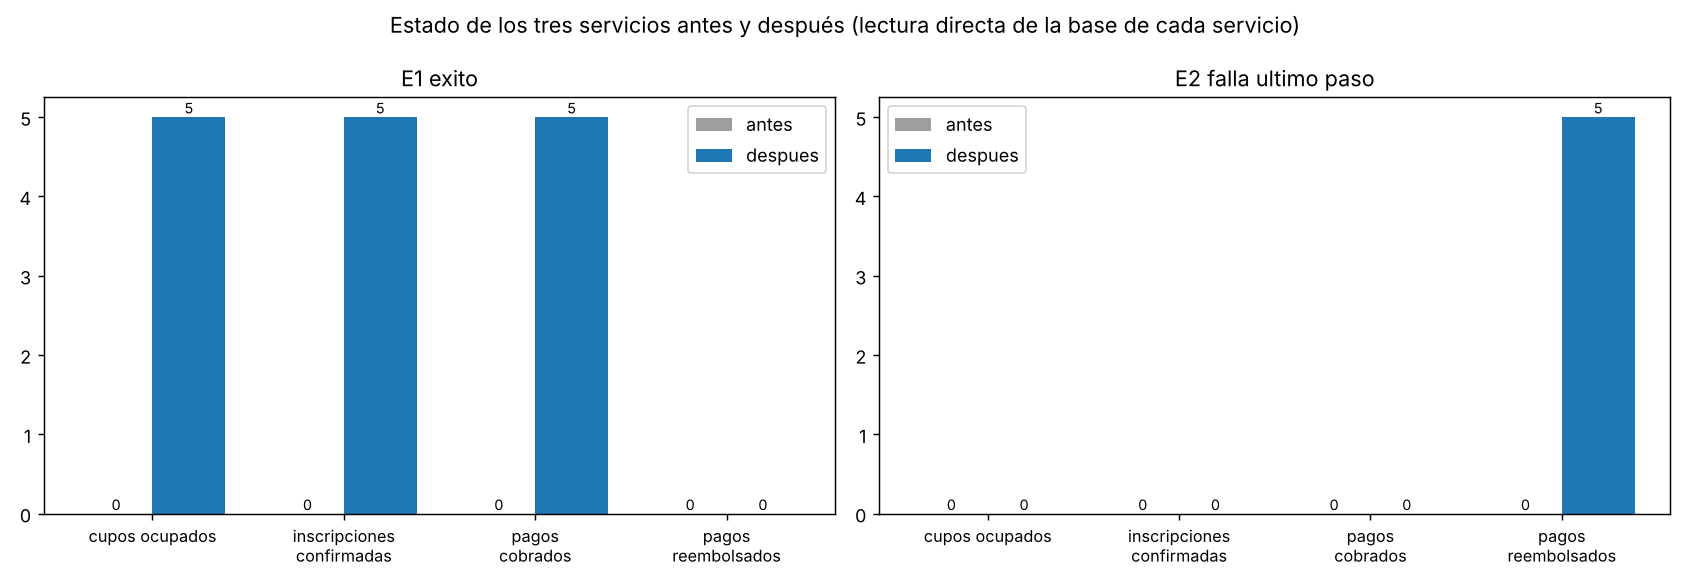 Estado de los tres servicios antes y después (lectura directa de la base de cada servicio)
E1 exito
5
4
3
2
1
0
0
5
0
5
0
5
0
0
antes
despues
cupos ocupados
inscripciones
confirmadas
pagos
cobrados
pagos
reembolsados
E2 falla ultimo paso
5
4
3
2
1
0
antes
despues
0
0
0
0
0
0
0
5
cupos ocupados
inscripciones
confirmadas
pagos
cobrados
pagos
reembolsados